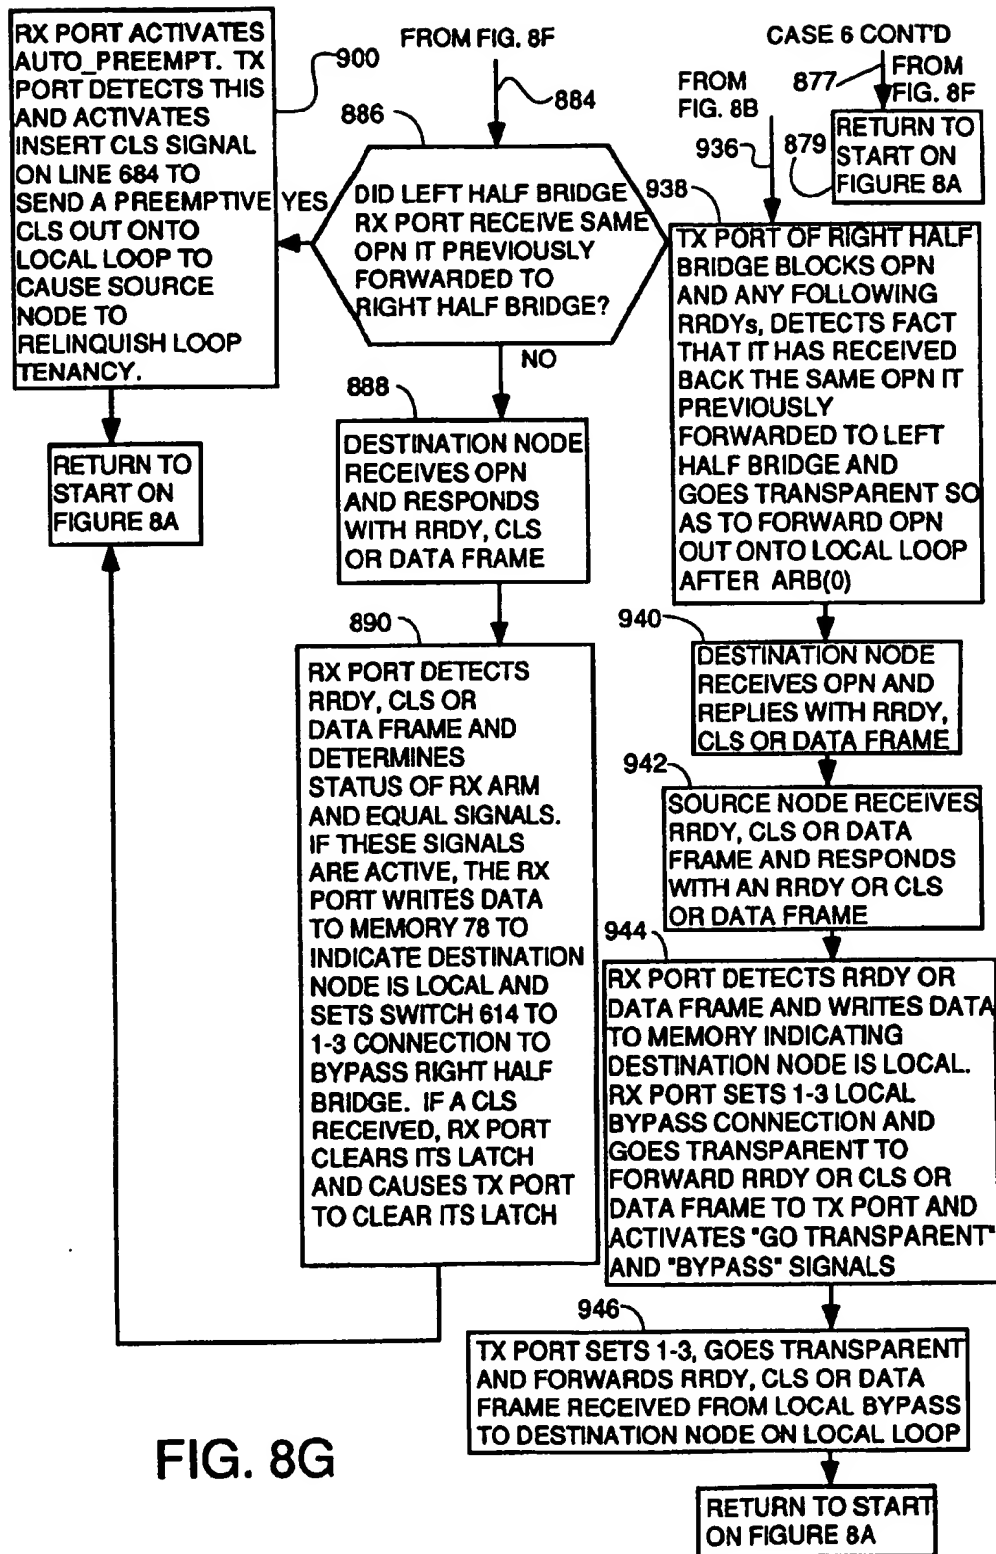 RX PORT ACTIVATES
AUTO_PREEMPT. TX
PORT DETECTS THIS
AND ACTIVATES
INSERT CLS SIGNAL
ON LINE 684 TO
SEND A PREEMPTIVE
CLS OUT ONTO
LOCAL LOOP TO
CAUSE SOURCE
NODE TO
RELINQUISH LOOP
TENANCY.
900
YES
RETURN TO
START ON
FIGURE 8A
FROM FIG. 8F
884
886
DID LEFT HALF BRIDGE
RX PORT RECEIVE SAME
OPN IT PREVIOUSLY
FORWARDED TO
RIGHT HALF BRIDGE?
NO
888
DESTINATION NODE
RECEIVES OPN
AND RESPONDS
WITH RRDY, CLS
OR DATA FRAME
890
RX PORT DETECTS
RRDY, CLS OR
DATA FRAME AND
DETERMINES
STATUS OF RX ARM
AND EQUAL SIGNALS.
IF THESE SIGNALS
ARE ACTIVE, THE RX
PORT WRITES DATA
TO MEMORY 78 TO
INDICATE DESTINATION
NODE IS LOCAL AND
SETS SWITCH 614 TO
1-3 CONNECTION TO
BYPASS RIGHT HALF
BRIDGE. IF A CLS
RECEIVED, RX PORT
CLEARS ITS LATCH
AND CAUSES TX PORT
TO CLEAR ITS LATCH
CASE 6 CONT'D
877
FROM
FIG. 8F
879
RETURN TO
START ON
FIGURE 8A
FROM
FIG. 8B
936
938
TX PORT OF RIGHT HALF
BRIDGE BLOCKS OPN
AND ANY FOLLOWING
RRDYs, DETECTS FACT
THAT IT HAS RECEIVED
BACK THE SAME OPN IT
PREVIOUSLY
FORWARDED TO LEFT
HALF BRIDGE AND
GOES TRANSPARENT SO
AS TO FORWARD OPN
OUT ONTO LOCAL LOOP
AFTER ARB(0)
940
DESTINATION NODE
RECEIVES OPN AND
REPLIES WITH RRDY,
CLS OR DATA FRAME
942
SOURCE NODE RECEIVES
RRDY, CLS OR DATA
FRAME AND RESPONDS
WITH AN RRDY OR CLS
OR DATA FRAME
944
RX PORT DETECTS RRDY OR
DATA FRAME AND WRITES DATA
TO MEMORY INDICATING
DESTINATION NODE IS LOCAL.
RX PORT SETS 1-3 LOCAL
BYPASS CONNECTION AND
GOES TRANSPARENT TO
FORWARD RRDY OR CLS OR
DATA FRAME TO TX PORT AND
ACTIVATES "GO TRANSPARENT"
AND "BYPASS" SIGNALS
946
TX PORT SETS 1-3, GOES TRANSPARENT
AND FORWARDS RRDY, CLS OR DATA
FRAME RECEIVED FROM LOCAL BYPASS
TO DESTINATION NODE ON LOCAL LOOP
RETURN TO START
ON FIGURE 8A
FIG. 8G